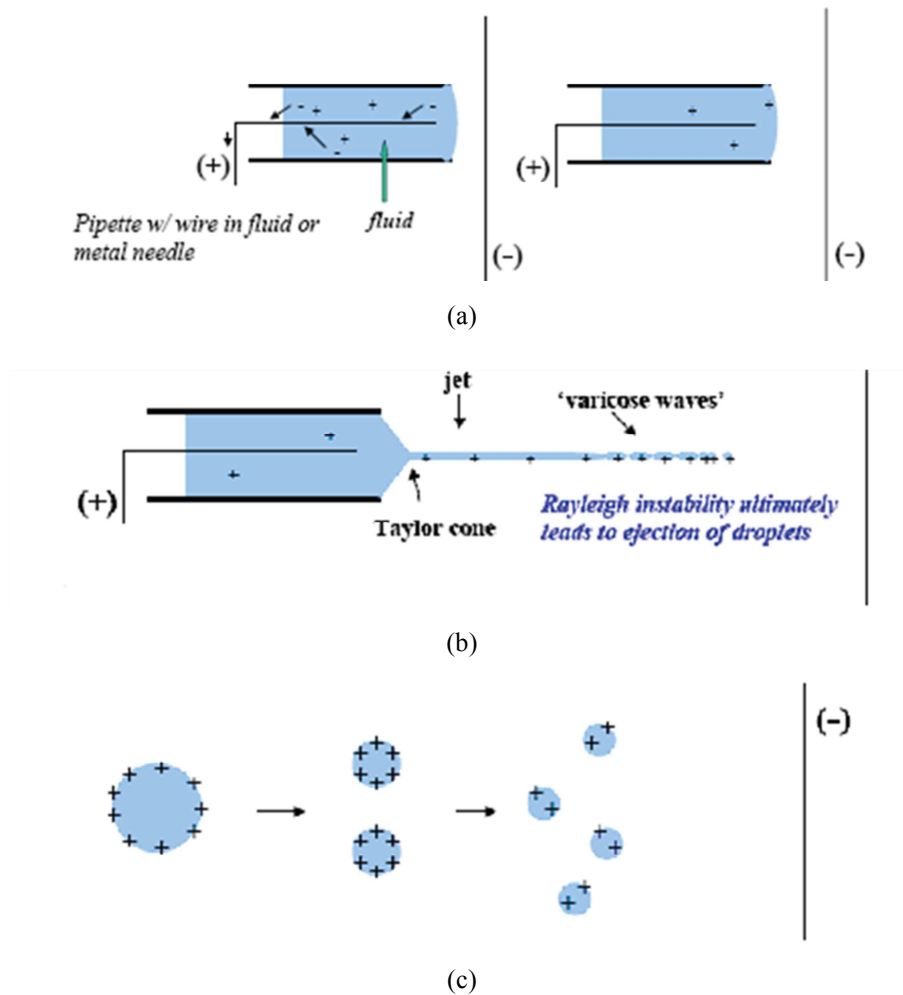 (+)
Pipette w/ wire in fluid or
metal needle
fluid
(-)
(+)
(-)
(a)
jet
'varicose waves'
(+)
Taylor cone
Rayleigh instability ultimately
leads to ejection of droplets
(b)
(-)
(c)